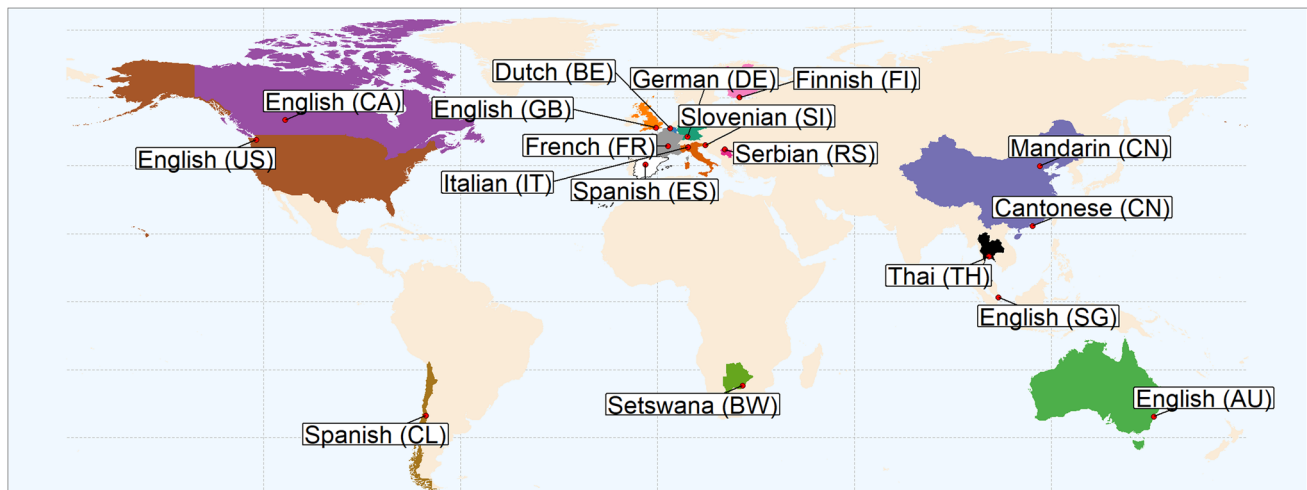 Dutch (BE)
German (DE)
Finnish (FI)
English (CA)
English (GB)
Slovenian (SI)
English (US)
French (FR)
Serbian (RS)
Mandarin (CN)
Italian (IT)
Spanish (ES)
Cantonese (CN)
Thai (TH)
English (SG)
Setswana (BW)
English (AU)
Spanish (CL)